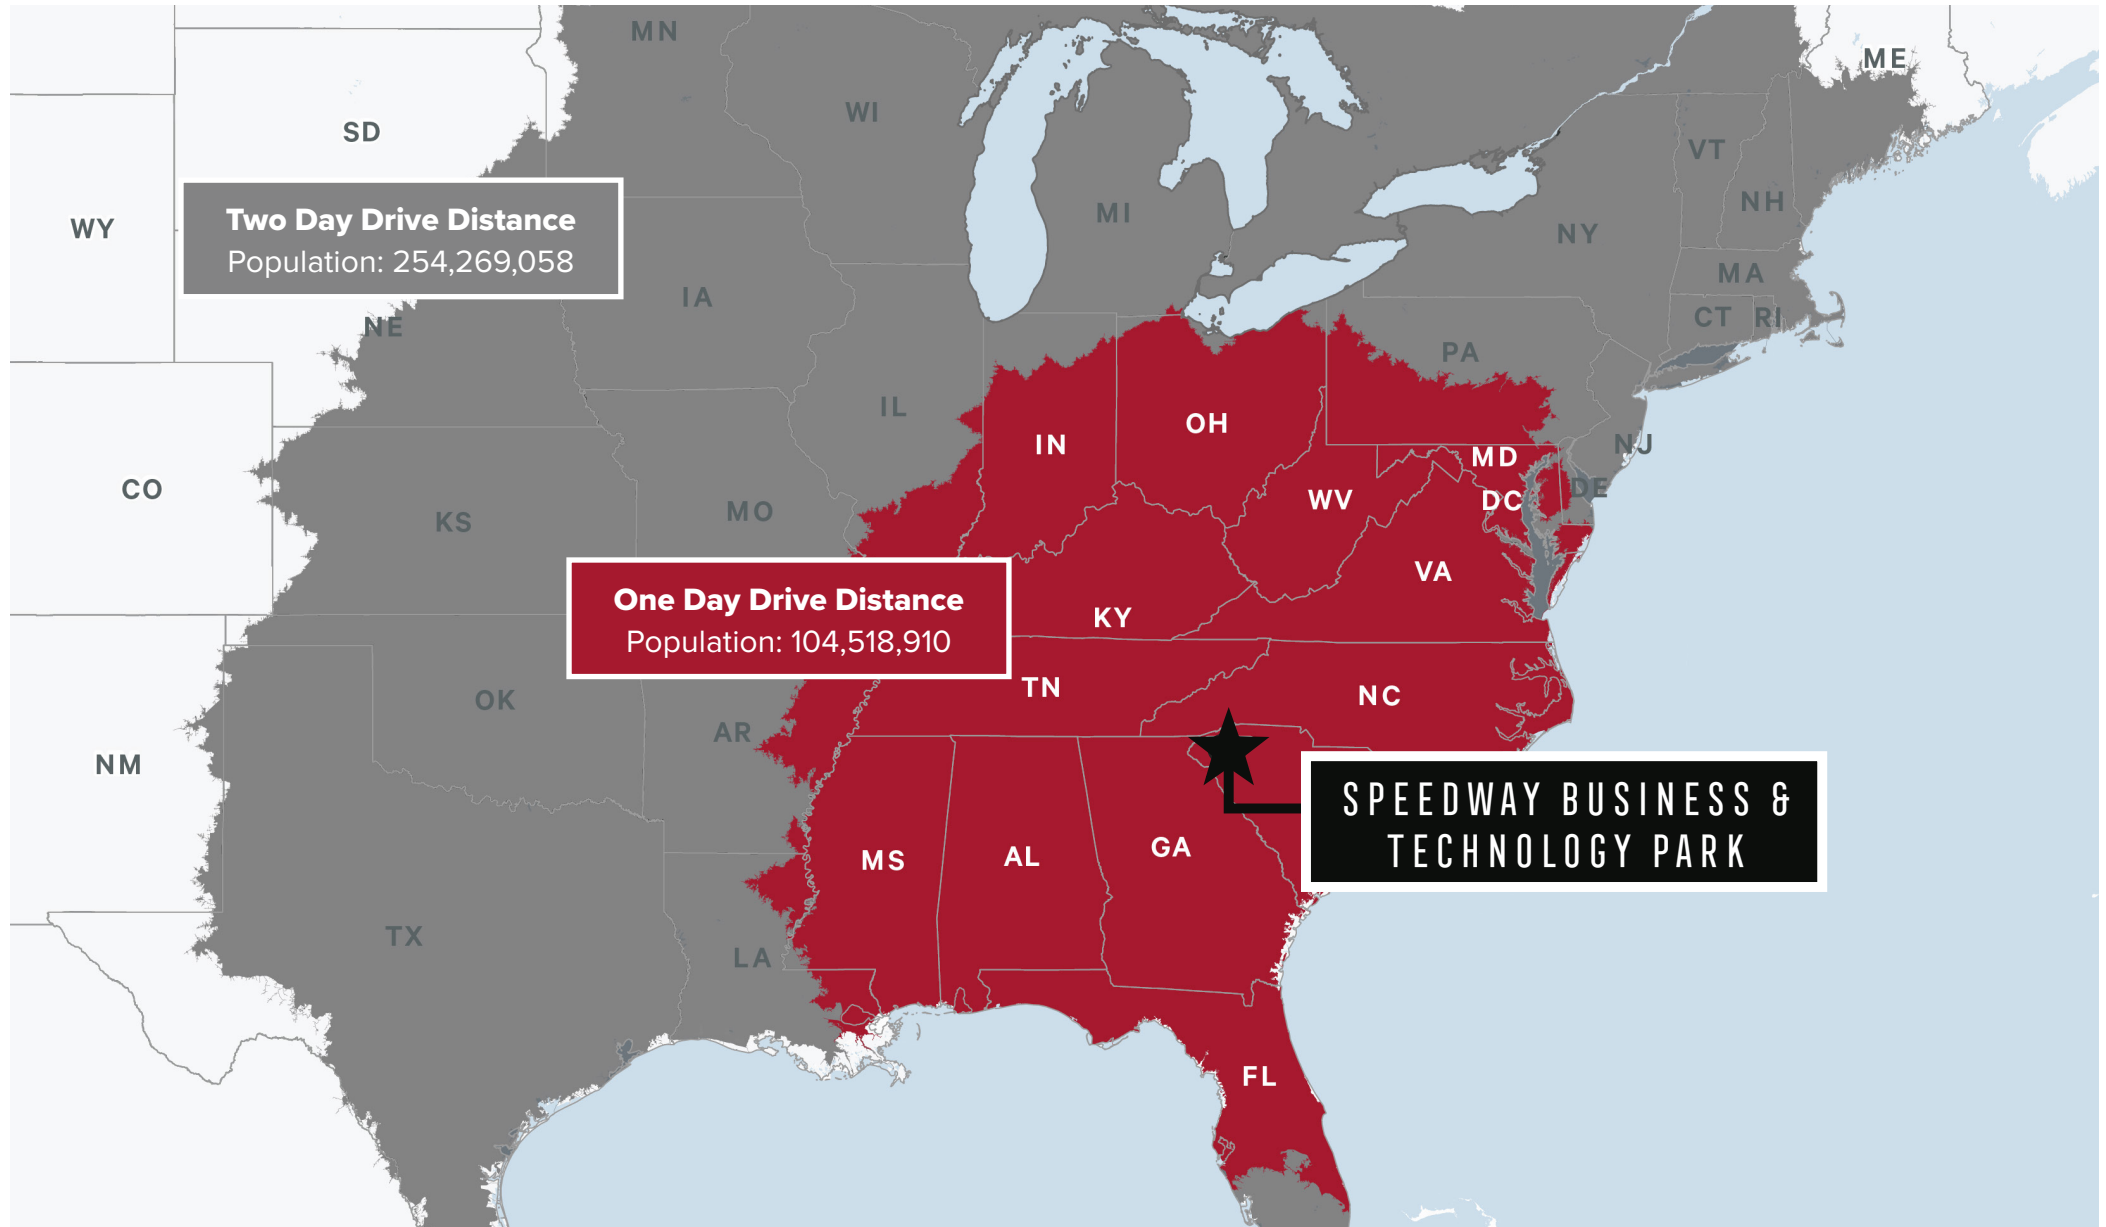 MN
ME
WI
SD
VT
NH
MI
WY
Two Day Drive Distance
Population: 254,269,058
NY
MA
IA
CT RI
NE
PA
IL
OH
IN
NJ
MD
CO
DE
WV
DC
KS
MO
VA
One Day Drive Distance
Population: 104,518,910
KY
TN
NC
OK
AR
NM
SPEEDWAY BUSINESS &
TECHNOLOGY PARK
GA
AL
MS
TX
LA
FL